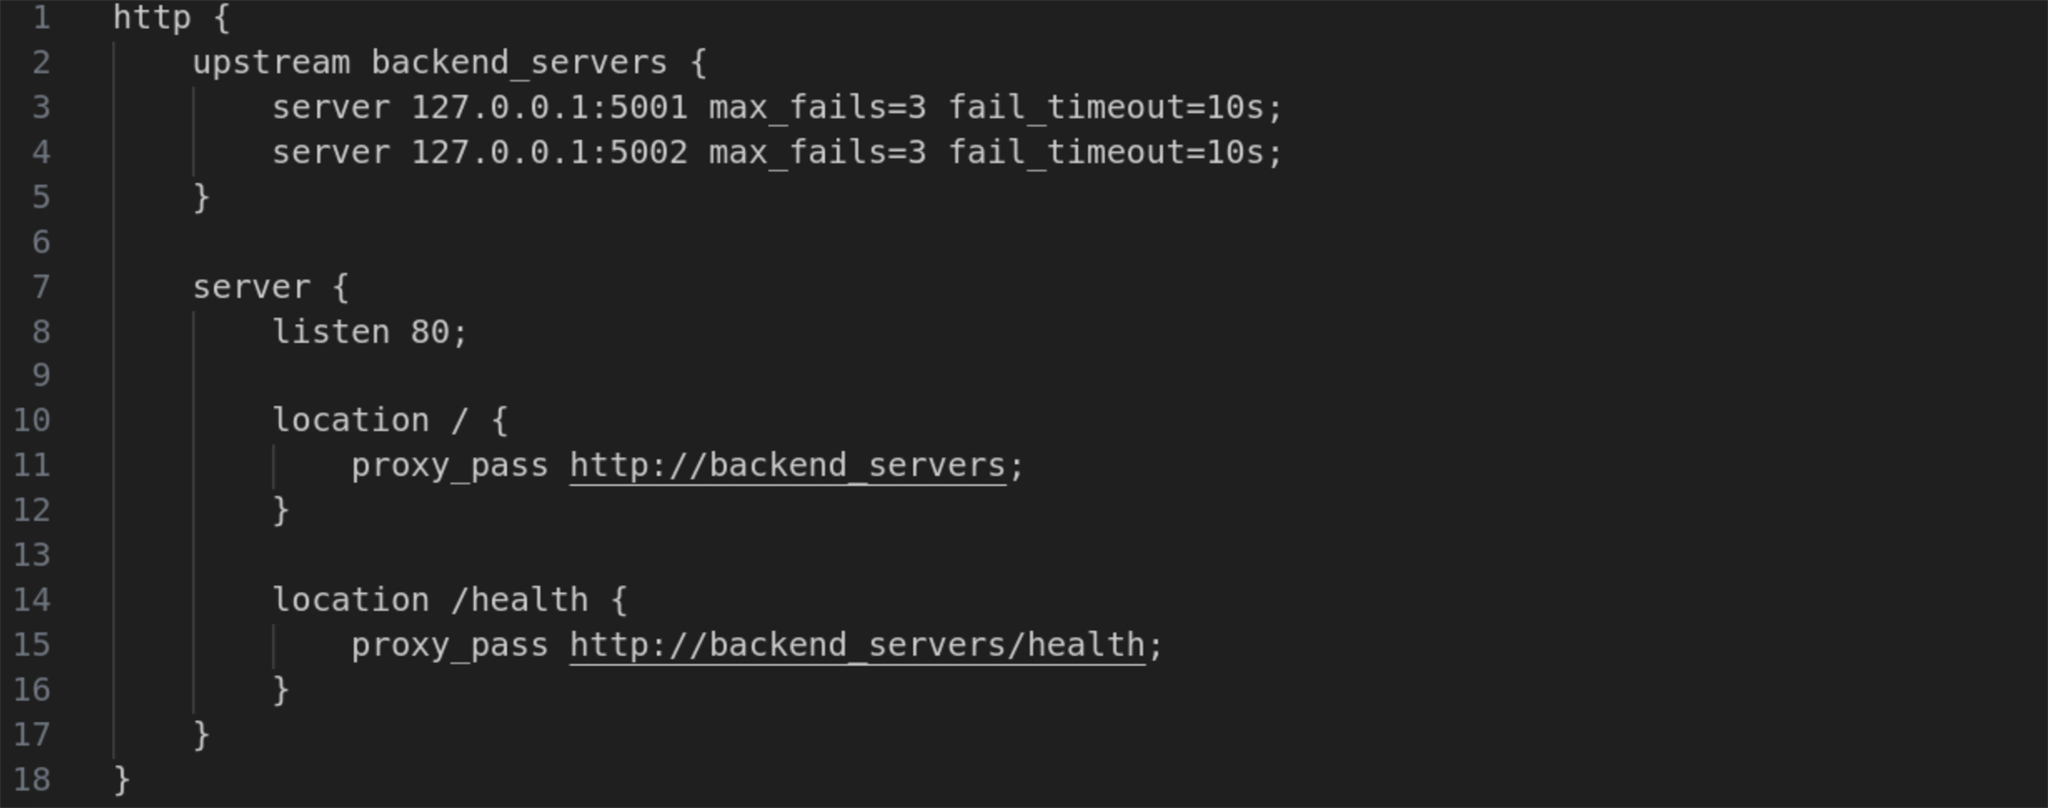 1 http {
2 upstream backend_servers {
3 server 127.0.0.1:5001 max_fails=3 fail_timeout=10s;
4 server 127.0.0.1:5002 max_fails=3 fail_timeout=10s;
5 }
6
7 server {
8 listen 80;
9
10 location / {
11 proxy_pass http://backend_servers;
12 }
13
14 location /health {
15 proxy_pass http://backend_servers/health;
16 }
17 }
18 }